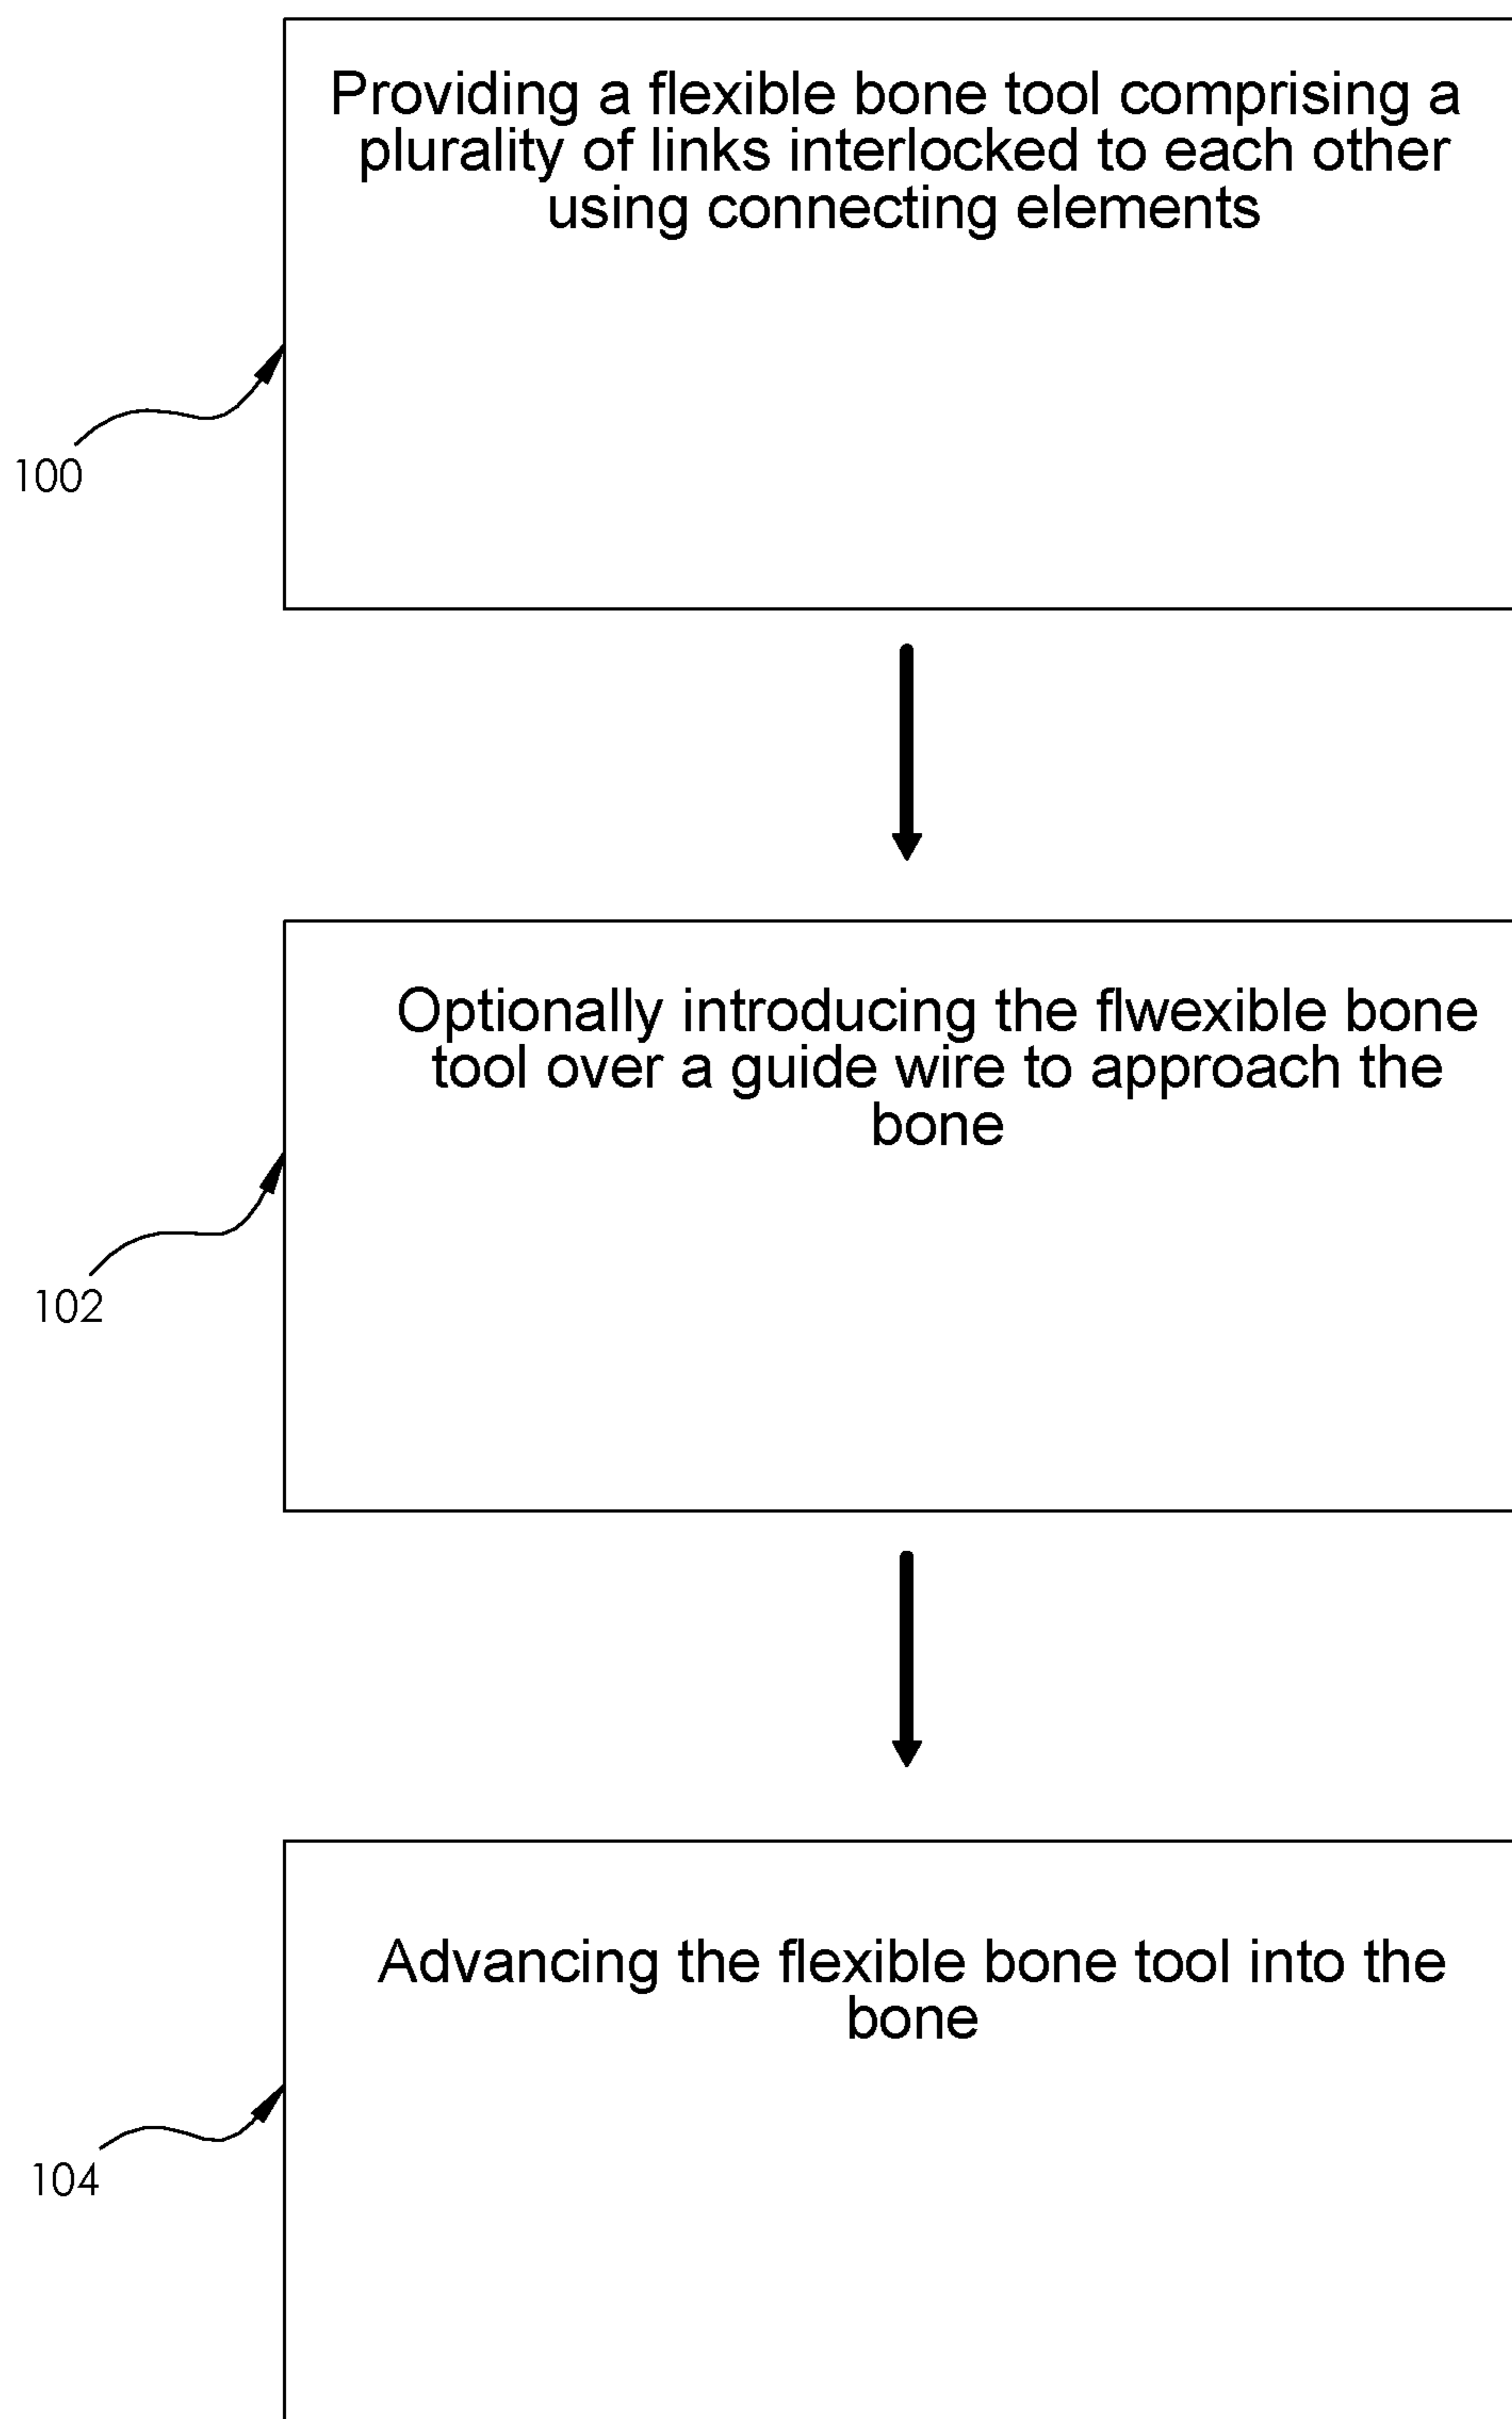 Providing a flexible bone tool comprising a
plurality of links interlocked to each other
using connecting elements
100
Optionally introducing the flwexible bone
tool over a guide wire to approach the
bone
102
Advancing the flexible bone tool into the
bone
104